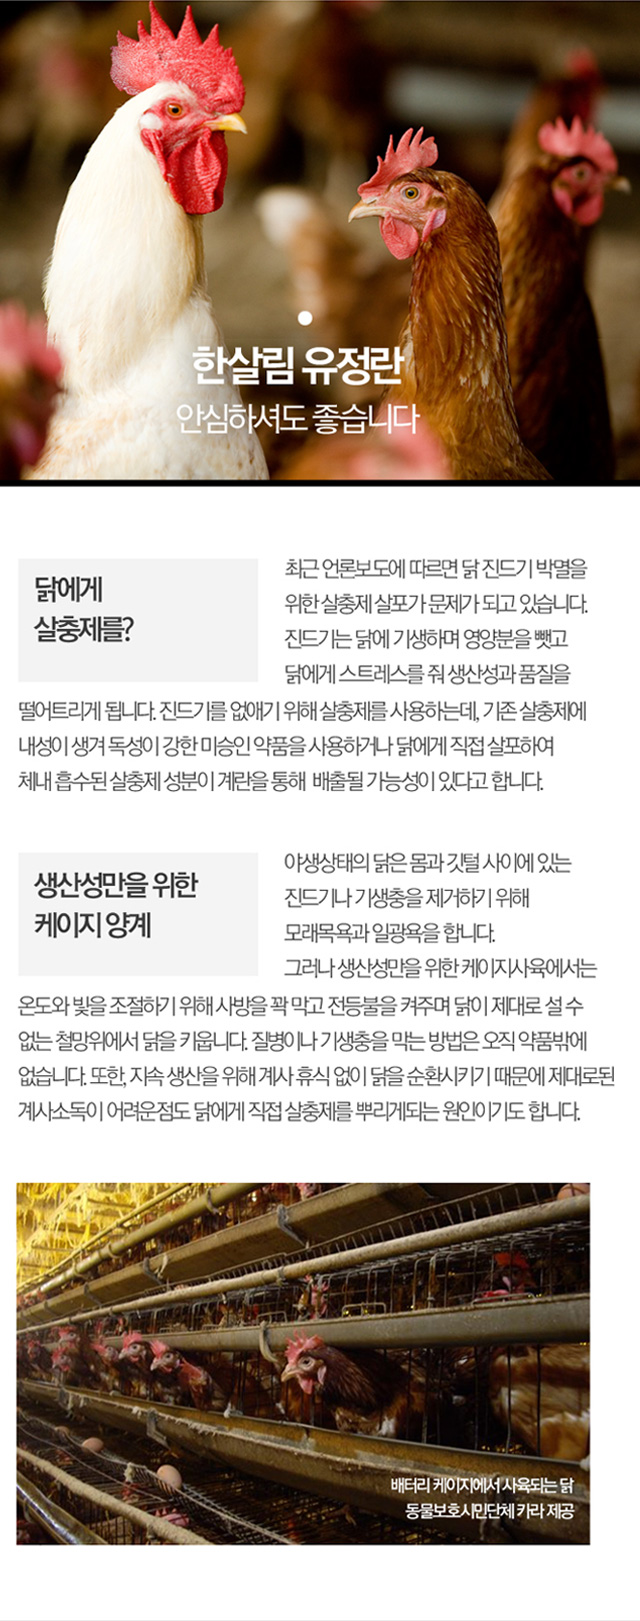 한살림 유정란
안심하셔도 좋습니다
닭에게
살충제를?
최근 언론보도에 따르면 닭 진드기 박멸을
위한 살충제 살포가 문제가 되고 있습니다.
진드기는 닭에 기생하며 영양분을 뺏고
닭에게 스트레스를 줘 생산성과 품질을
떨어트리게 됩니다. 진드기를 없애기 위해 살충제를 사용하는데, 기존 살충제에
내성이 생겨 독성이 강한 미승인 약품을 사용하거나 닭에게 직접 살포하여
체내 흡수된 살충제 성분이 계란을 통해 배출될 가능성이 있다고 합니다.
생산성만을 위한
케이지 양계
야생상태의 닭은 몸과 깃털 사이에 있는
진드기나 기생충을 제거하기 위해
모래목욕과 일광욕을 합니다.
그러나 생산성만을 위한 케이지사육에서는
온도와 빛을 조절하기 위해 사방을 꽉 막고 전등불을 켜주며 닭이 제대로 설 수
없는 철망위에서 닭을 키웁니다. 질병이나 기생충을 막는 방법은 오직 약품밖에
없습니다. 또한, 지속 생산을 위해 계사 휴식 없이 닭을 순환시키기 때문에 제대로된
계사소독이 어려운점도 닭에게 직접 살충제를 뿌리게되는 원인이기도 합니다.
배터리 케이지에서 사육되는 닭
동물보호시민단체 카라 제공